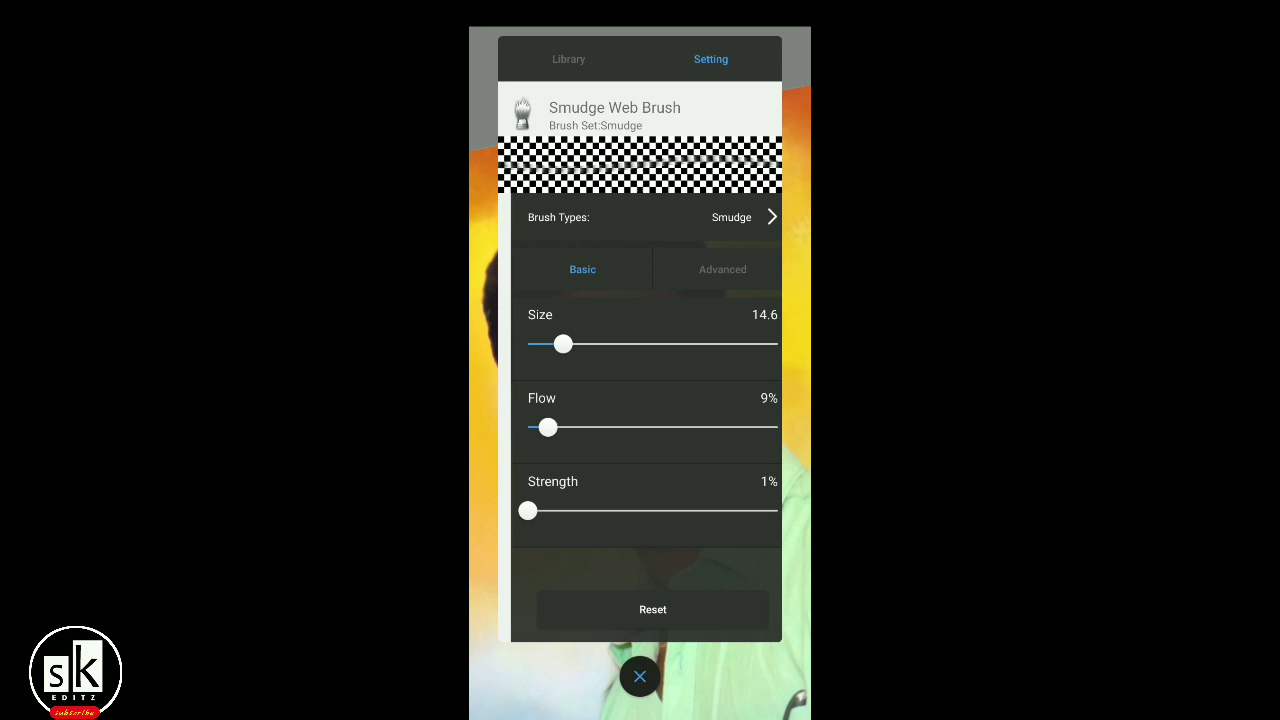 Library
Setting
Smudge Web Brush
Brush Set:Smudge
Brush Types:
Smudge
Basic
Advanced
Size
14.6
Flow
9%
Strength
1%
Reset
sk
EDITZ
subscribe